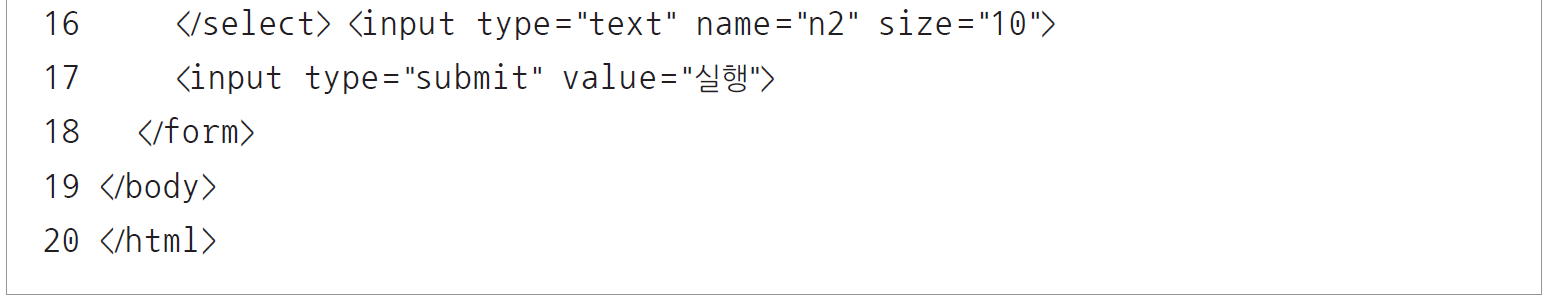 16 </select> <input type="text" name="n2" size="10">
17 <input type="submit" value="실행">
18 </form>
19 </body>
20 </html>